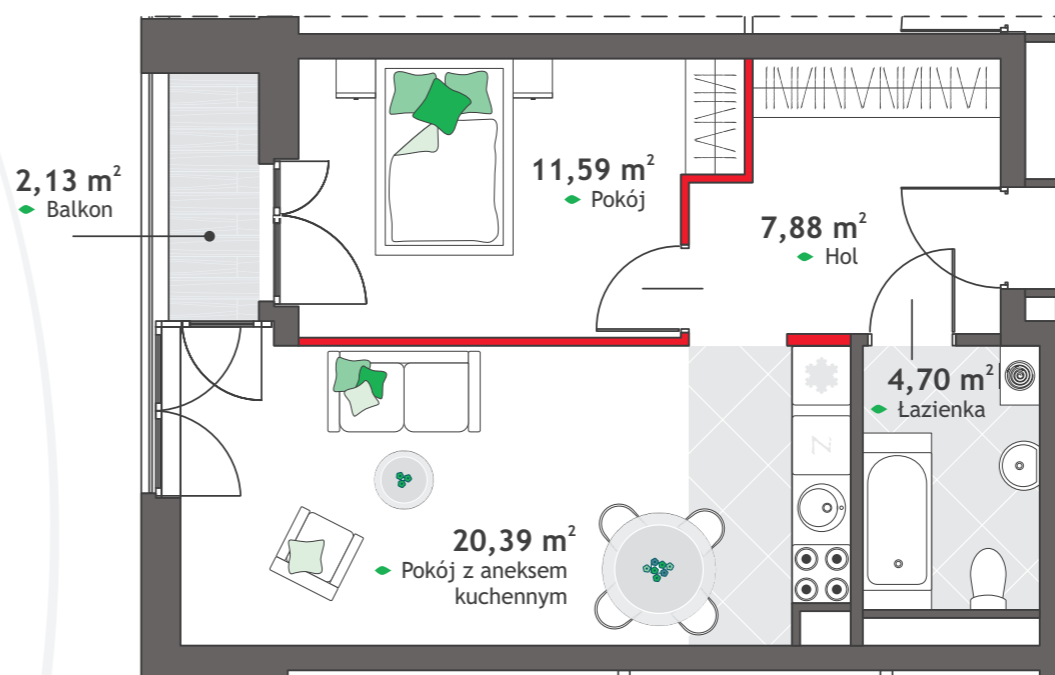 2,13 m²
Balkon
11,59 m²
Pokój
7,88 m²
Hol
4,70 m²
Łazienka
20,39 m²
Pokój z aneksem
kuchennym
Z